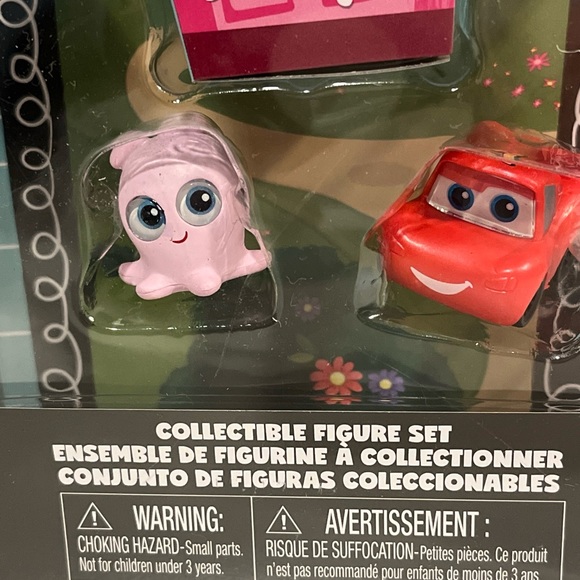 COLLECTIBLE FIGURE SET
ENSEMBLE DE FIGURINE À COLLECTIONNER
CONJUNTO DE FIGURAS COLECCIONABLES
WARNING:
CHOKING HAZARD-Small parts.
Not for children under 3 years.
AVERTISSEMENT :
RISQUE DE SUFFOCATION-Petites pièces. Ce produit
n'est pas recommandé pour enfants de moins de 3 ans